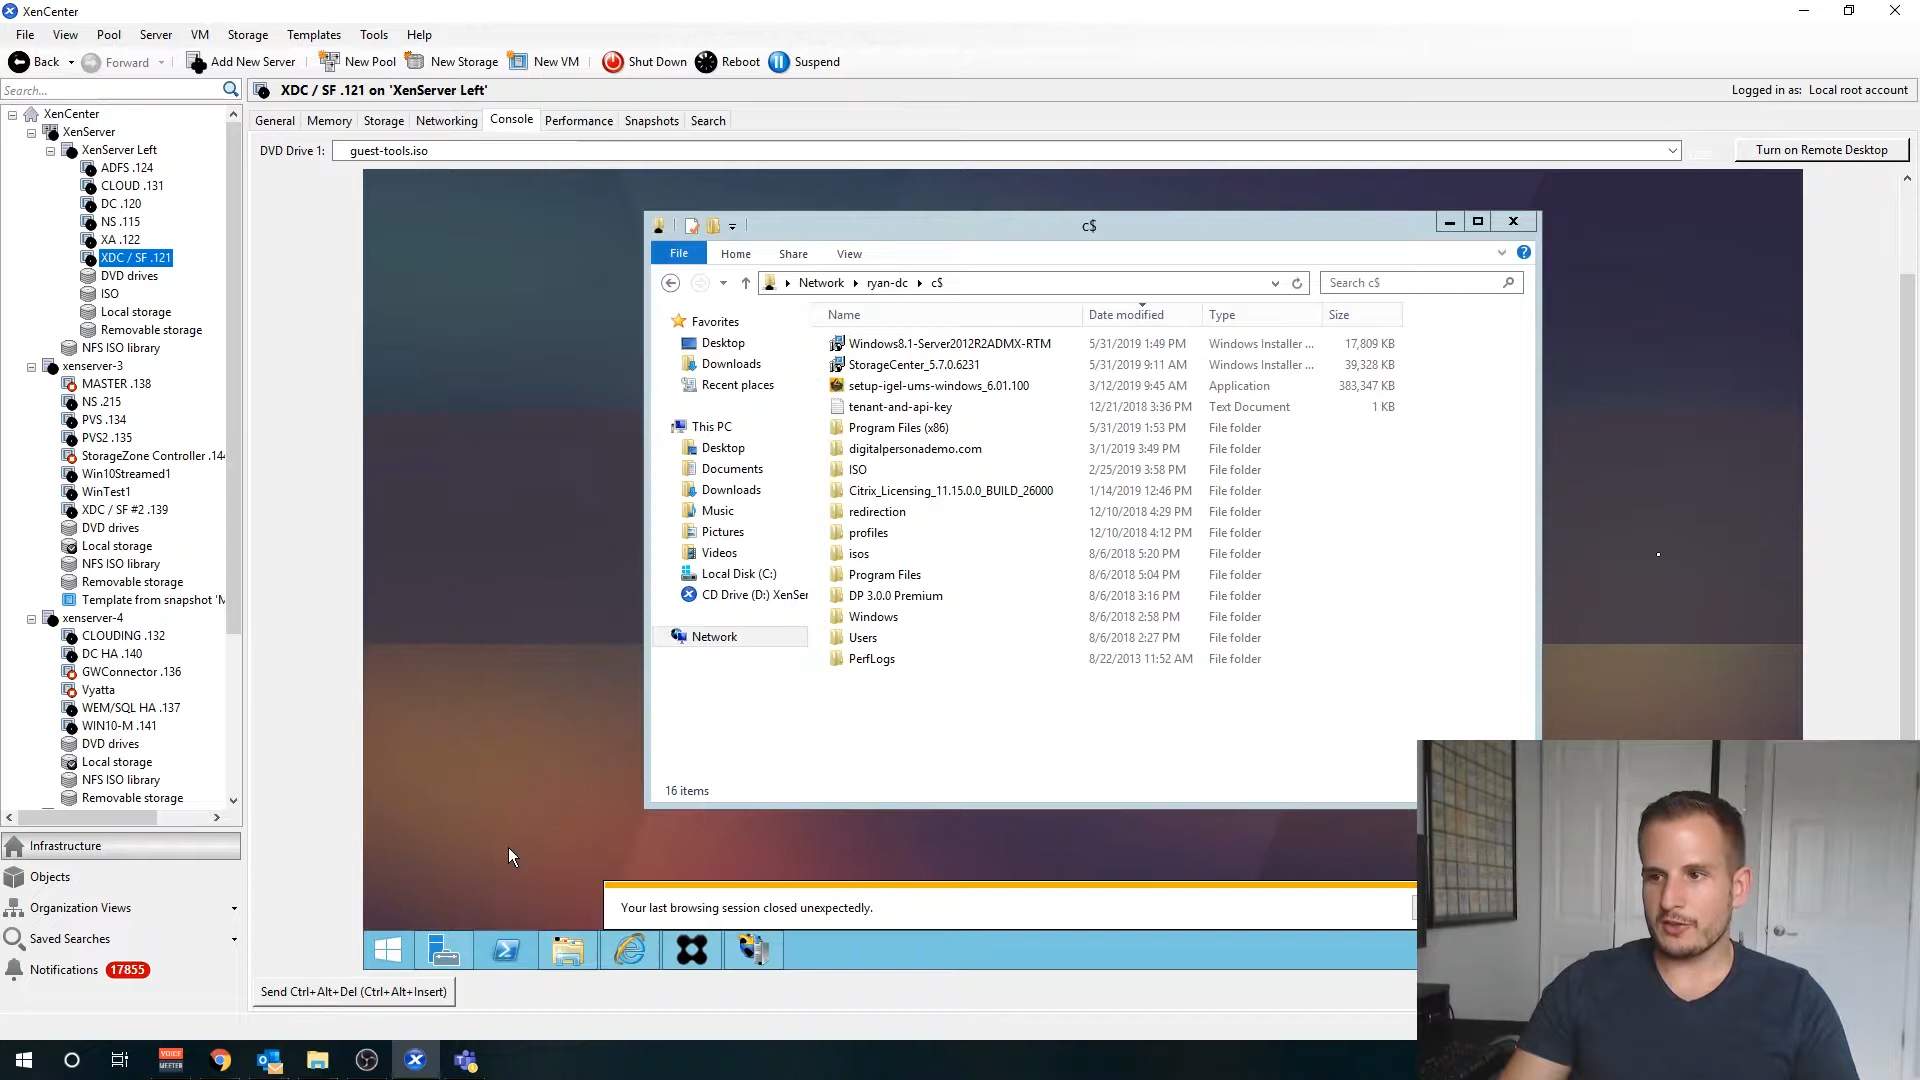 XenCenter
File View Pool Server VM Storage Templates Tools Help
Back Forward Add New Server New Pool New Storage New VM Shut Down Reboot Suspend
Search...
XDC / SF .121 on 'XenServer Left'
Logged in as: Local root account
General Memory Storage Networking Console Performance Snapshots Search
DVD Drive 1: guest-tools.iso
Turn on Remote Desktop
XenCenter
XenServer
XenServer Left
ADFS .124
CLOUD .131
DC .120
NS .115
XA .122
XDC / SF .121
DVD drives
ISO
Local storage
Removable storage
NFS ISO library
xenserver-3
MASTER .138
NS .215
PVS .134
PVS2 .135
StorageZone Controller .144
Win10Streamed1
WinTest1
XDC / SF #2 .139
DVD drives
Local storage
NFS ISO library
Removable storage
Template from snapshot 'M
xenserver-4
CLOUDING .132
DC HA .140
GWConnector .136
Vyatta
WEM/SQL HA .137
WIN10-M .141
DVD drives
Local storage
NFS ISO library
Removable storage
Infrastructure
Objects
Organization Views
Saved Searches
Notifications 17855
c$
File Home Share View
Network ryan-dc c$
Search c$
Favorites
Desktop
Downloads
Recent places
This PC
Desktop
Documents
Downloads
Music
Pictures
Videos
Local Disk (C:)
CD Drive (D:) XenSer
Network
Name Date modified Type Size
Windows8.1-Server2012R2ADMX-RTM 5/31/2019 1:49 PM Windows Installer ... 17,809 KB
StorageCenter_5.7.0.6231 5/31/2019 9:11 AM Windows Installer ... 39,328 KB
setup-igel-ums-windows_6.01.100 3/12/2019 9:45 AM Application 383,347 KB
tenant-and-api-key 12/21/2018 3:36 PM Text Document 1 KB
Program Files (x86) 5/31/2019 1:53 PM File folder
digitalpersonademo.com 3/1/2019 3:49 PM File folder
ISO 2/25/2019 3:58 PM File folder
Citrix_Licensing_11.15.0.0_BUILD_26000 1/14/2019 12:46 PM File folder
redirection 12/10/2018 4:29 PM File folder
profiles 12/10/2018 4:12 PM File folder
isos 8/6/2018 5:20 PM File folder
Program Files 8/6/2018 5:04 PM File folder
DP 3.0.0 Premium 8/6/2018 3:16 PM File folder
Windows 8/6/2018 2:58 PM File folder
Users 8/6/2018 2:27 PM File folder
PerfLogs 8/22/2013 11:52 AM File folder
16 items
Your last browsing session closed unexpectedly.
Send Ctrl+Alt+Del (Ctrl+Alt+Insert)
VOICE
MEETER